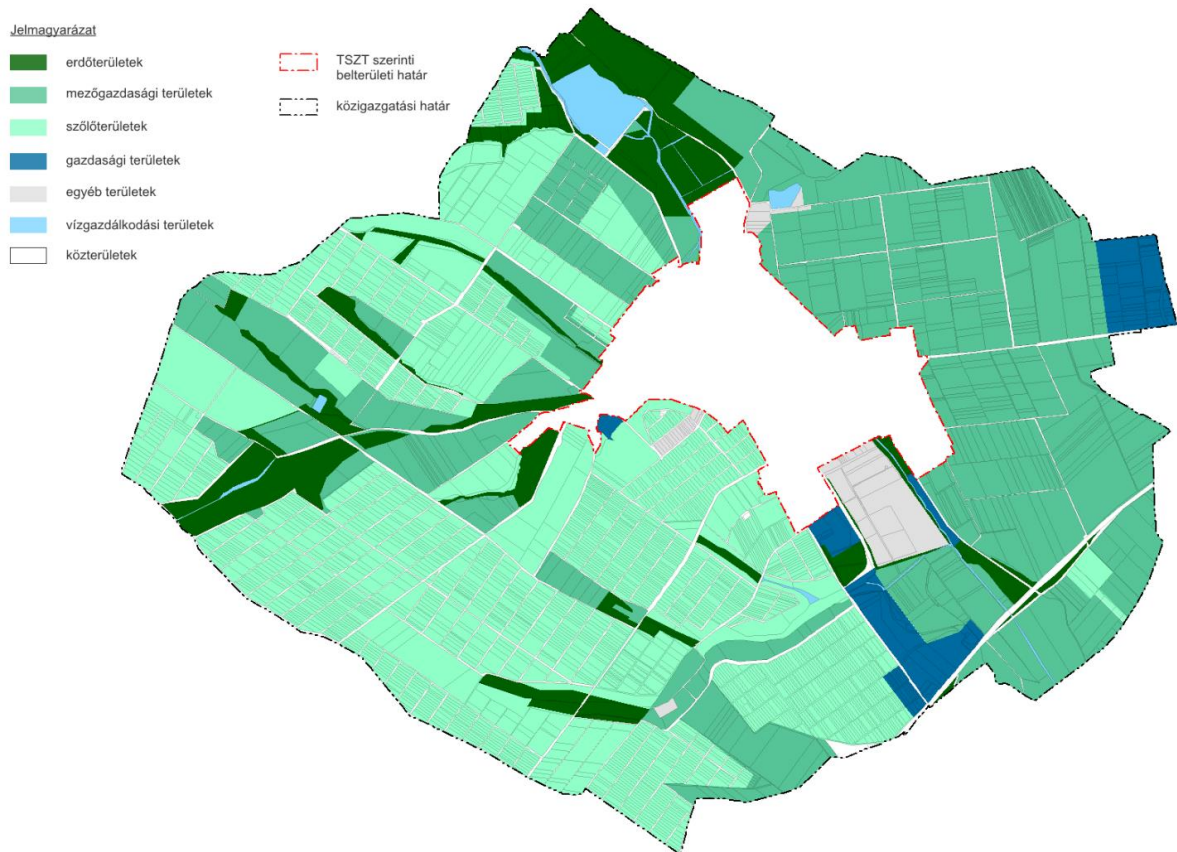 Jelmagyarázat
erdőterületek
mezőgazdasági területek
szőlőterületek
gazdasági területek
egyéb területek
vízgazdálkodási területek
közterületek
TSZT szerinti
belterületi határ
közigazgatási határ